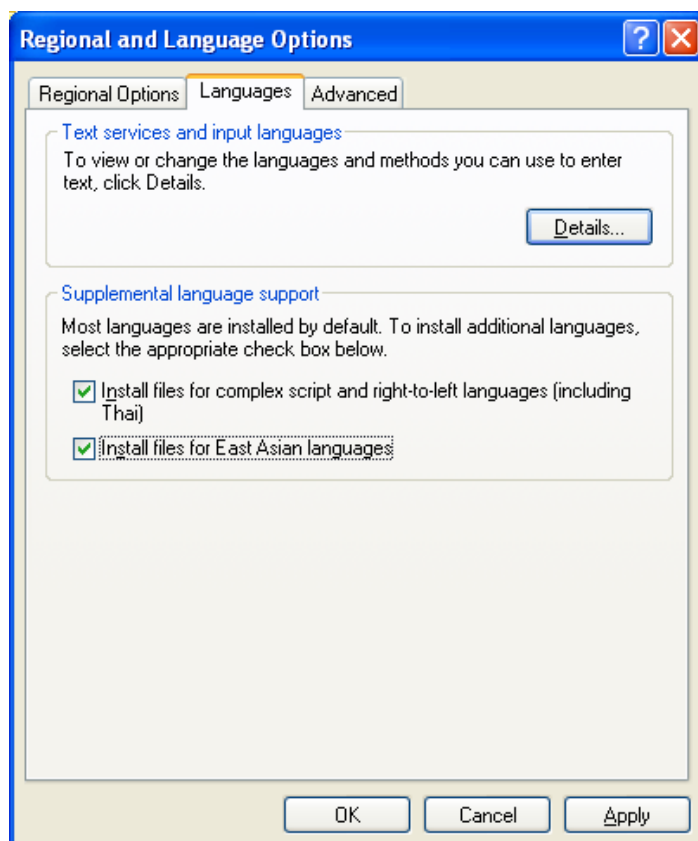 Regional and Language Options
Regional Options Languages Advanced
Text services and input languages
To view or change the languages and methods you can use to enter
text, click Details.
Details...
Supplemental language support
Most languages are installed by default. To install additional languages,
select the appropriate check box below.
Install files for complex script and right-to-left languages (including
Thai)
Install files for East Asian languages
OK Cancel Apply